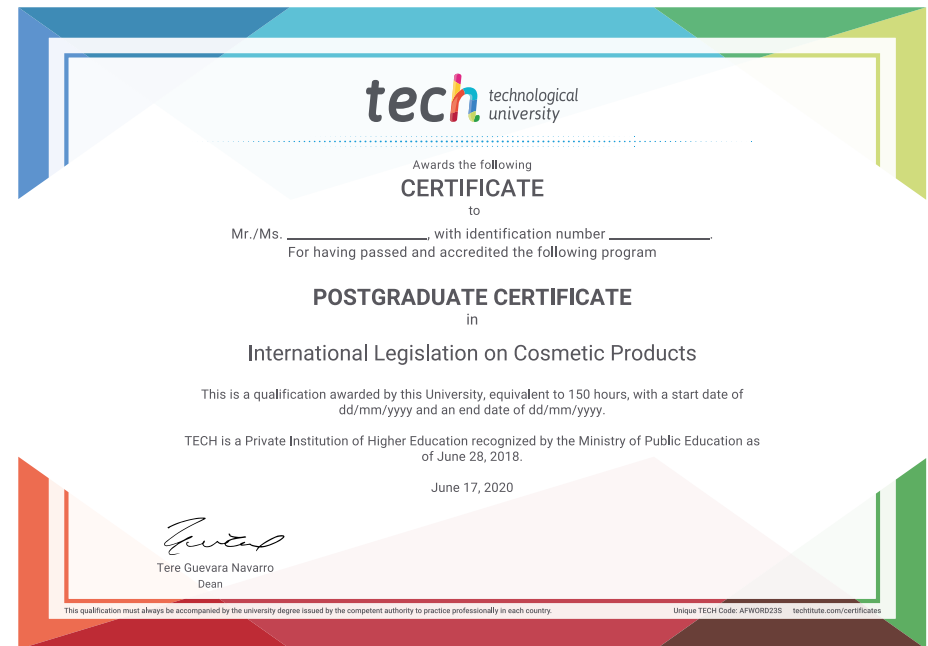 tech technological
university
Awards the following
CERTIFICATE
to
Mr./Ms. ____________________, with identification number ______________.
For having passed and accredited the following program
POSTGRADUATE CERTIFICATE
in
International Legislation on Cosmetic Products
This is a qualification awarded by this University, equivalent to 150 hours, with a start date of
dd/mm/yyyy and an end date of dd/mm/yyyy.
TECH is a Private Institution of Higher Education recognized by the Ministry of Public Education as
of June 28, 2018.
June 17, 2020
Tere Guevara Navarro
Dean
This qualification must always be accompanied by the university degree issued by the competent authority to practice professionally in each country. Unique TECH Code: AFWORD23S techtitute.com/certificates